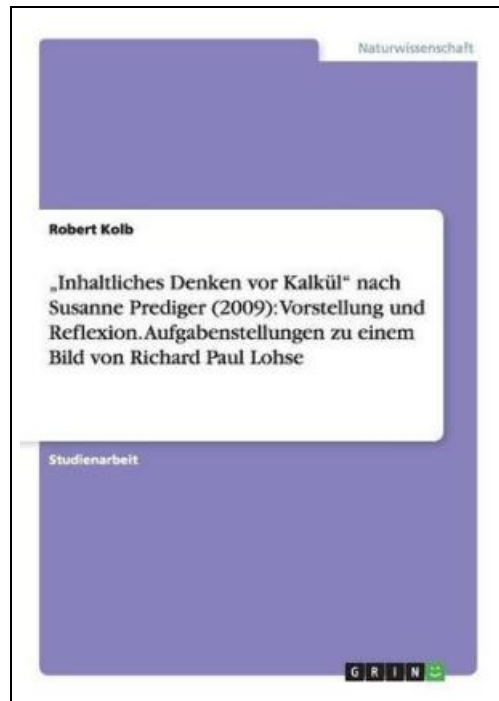 Naturwissenschaft
Robert Kolb
„Inhaltliches Denken vor Kalkül“ nach
Susanne Prediger (2009): Vorstellung und
Reflexion. Aufgabenstellungen zu einem
Bild von Richard Paul Lohse
Studienarbeit
GRIN